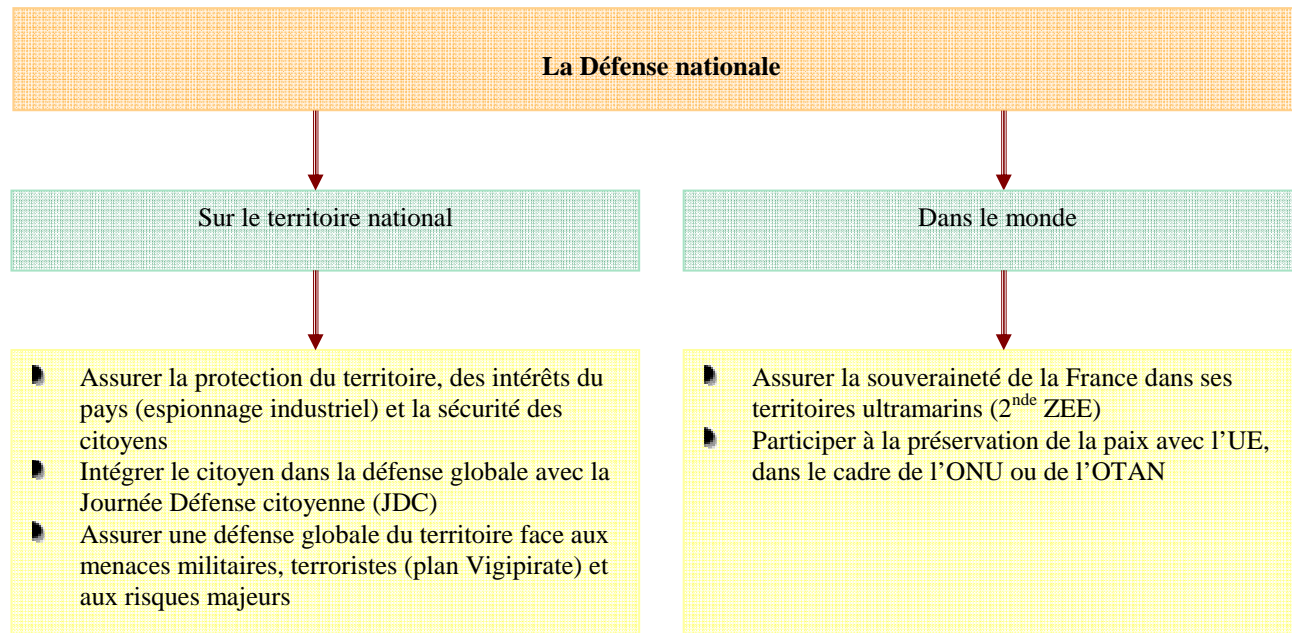 La Défense nationale
Sur le territoire national
Dans le monde
Assurer la protection du territoire, des intérêts du
pays (espionnage industriel) et la sécurité des
citoyens
Intégrer le citoyen dans la défense globale avec la
Journée Défense citoyenne (JDC)
Assurer une défense globale du territoire face aux
menaces militaires, terroristes (plan Vigipirate) et
aux risques majeurs
Assurer la souveraineté de la France dans ses
territoires ultramarins (2nde ZEE)
Participer à la préservation de la paix avec l’UE,
dans le cadre de l’ONU ou de l’OTAN